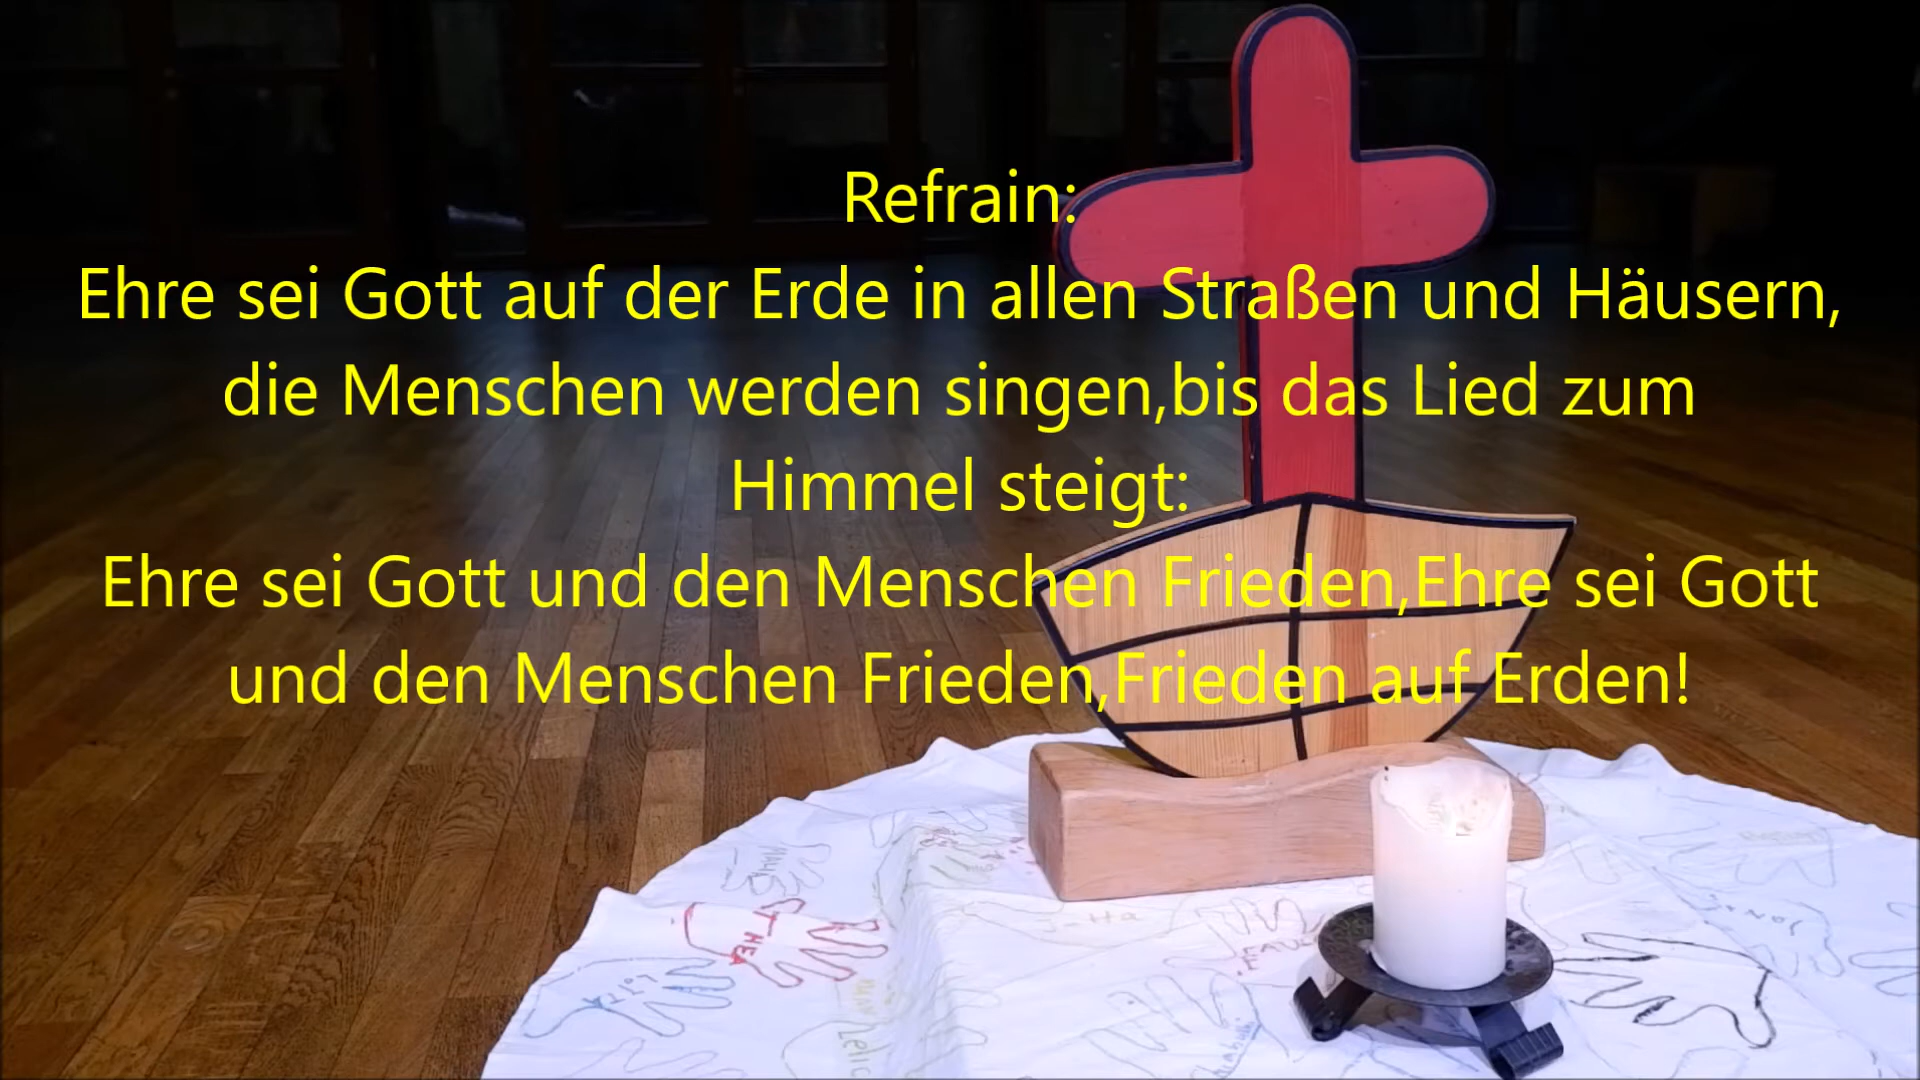 Refrain:
Ehre sei Gott auf der Erde in allen Straßen und Häusern,
die Menschen werden singen,bis das Lied zum
Himmel steigt:
Ehre sei Gott und den Menschen Frieden,Ehre sei Gott
und den Menschen Frieden,Frieden auf Erden!
THEA
LOTTA